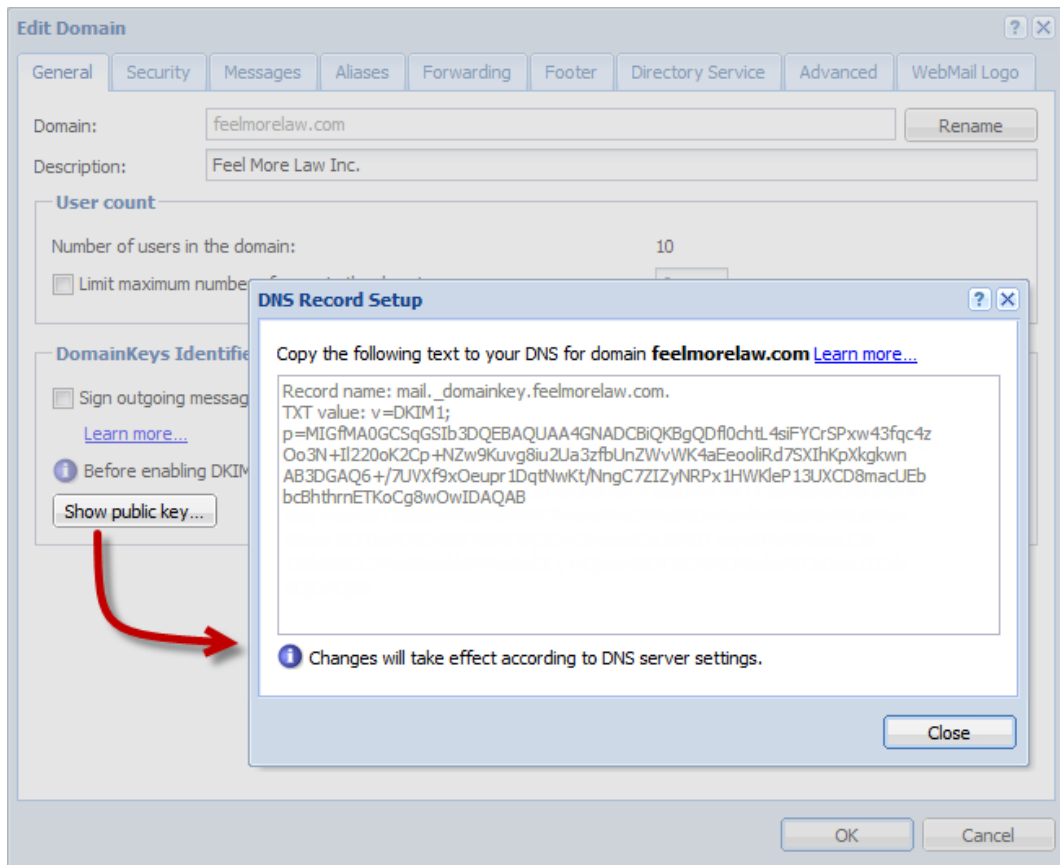 Edit Domain
General Security Messages Aliases Forwarding Footer Directory Service Advanced WebMail Logo
Domain: feelmorelaw.com Rename
Description: Feel More Law Inc.
User count
Number of users in the domain: 10
Limit maximum number
DNS Record Setup
DomainKeys Identifie
Copy the following text to your DNS for domain feelmorelaw.com Learn more...
Sign outgoing messag
Learn more...
Before enabling DKIM
Show public key...
Record name: mail._domainkey.feelmorelaw.com.
TXT value: v=DKIM1;
p=MIGfMA0GCSqGSIb3DQEBAQUAA4GNADCBiQKBgQDfl0chtL4siFYCrSPxw43fqc4z
Oo3N+Il220oK2Cp+NZw9Kuvg8iu2Ua3zfbUnZWvWK4aEeooliRd7SXIhKpXkgkwn
AB3DGAQ6+/7UVXf9xOeupr1DqtNwKt/NngC7ZIZyNRPx1HWKleP13UXCD8macUEb
bcBhthrnETKoCg8wOwIDAQAB
Changes will take effect according to DNS server settings.
Close
OK Cancel